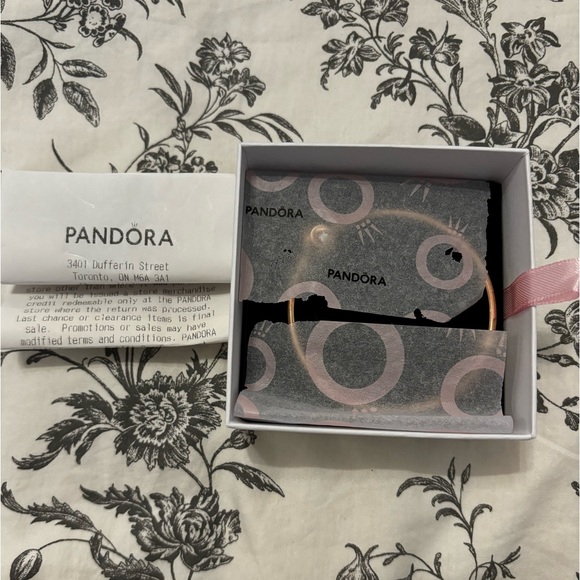 PANDORA
3401 Dufferin Street
Toronto, ON M6A 3A1
store other than
you will be issued a store merchandise
credit redeemable only at the PANDORA
store where the return was processed.
Last chance or clearance items is final
sale. Promotions or sales may have
modified terms and conditions. PANDORA
PANDORA
PANDORA